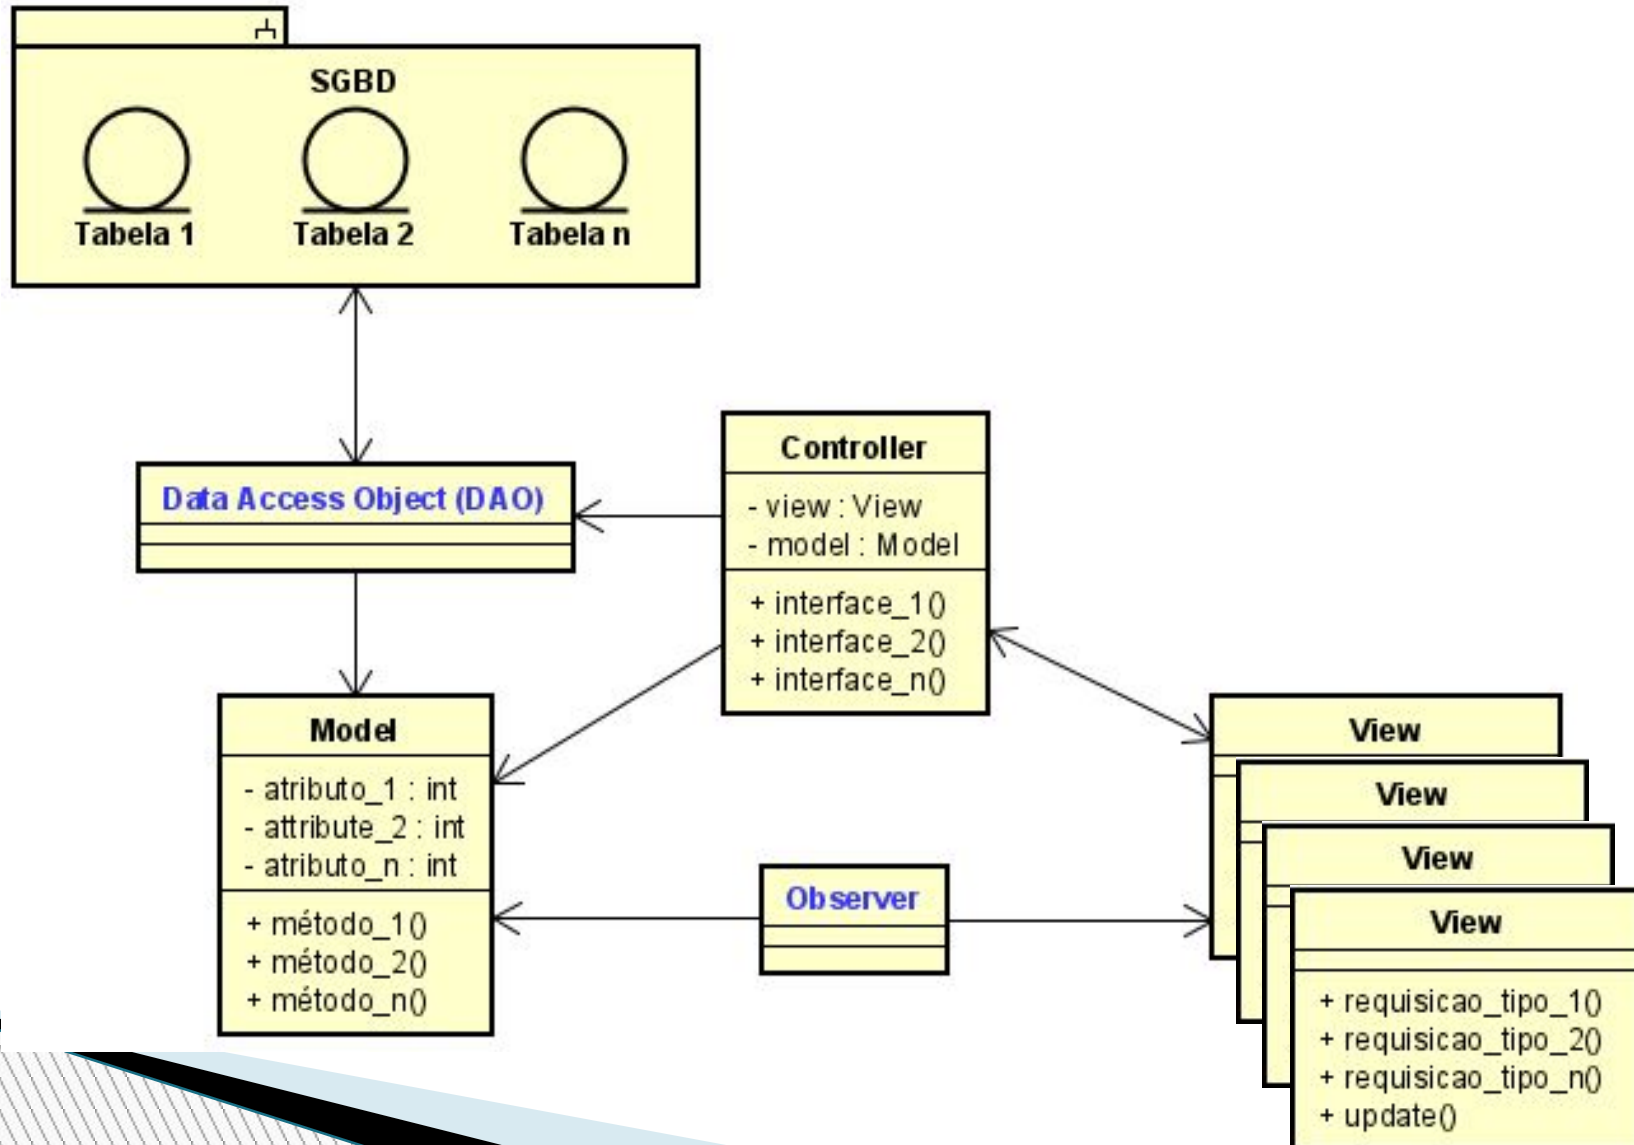 SGBD
Tabela 1
Tabela 2
Tabela n
Data Access Object (DAO)
Controller
- view : View
- model : Model
+ interface_1()
+ interface_2()
+ interface_n()
Model
- atributo_1 : int
- attribute_2 : int
- atributo_n : int
+ método_1()
+ método_2()
+ método_n()
Observer
View
View
View
View
+ requisicao_tipo_1()
+ requisicao_tipo_2()
+ requisicao_tipo_n()
+ update()